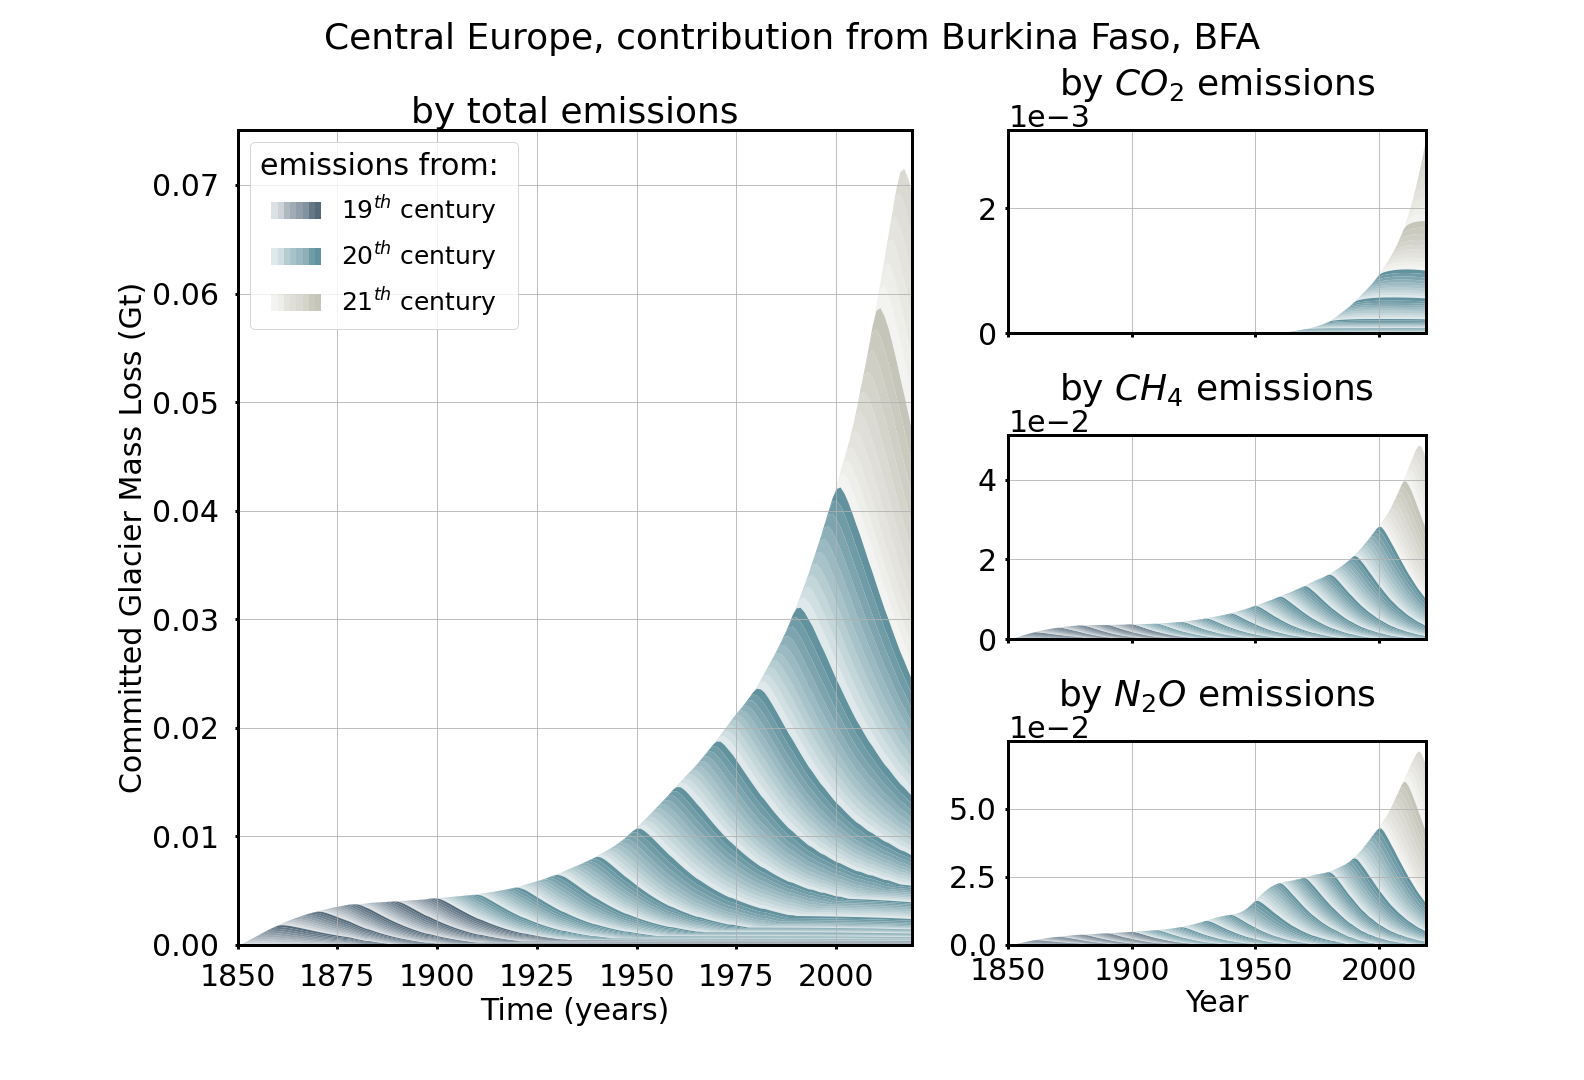 Central Europe, contribution from Burkina Faso, BFA
by total emissions
emissions from:
19th century
20th century
21th century
Committed Glacier Mass Loss (Gt)
0.07
0.06
0.05
0.04
0.03
0.02
0.01
0.00
1850 1875 1900 1925 1950 1975 2000
Time (years)
by CO2 emissions
1e−3
2
0
by CH4 emissions
1e−2
4
2
0
by N2O emissions
1e−2
5.0
2.5
0.0
1850 1900 1950 2000
Year